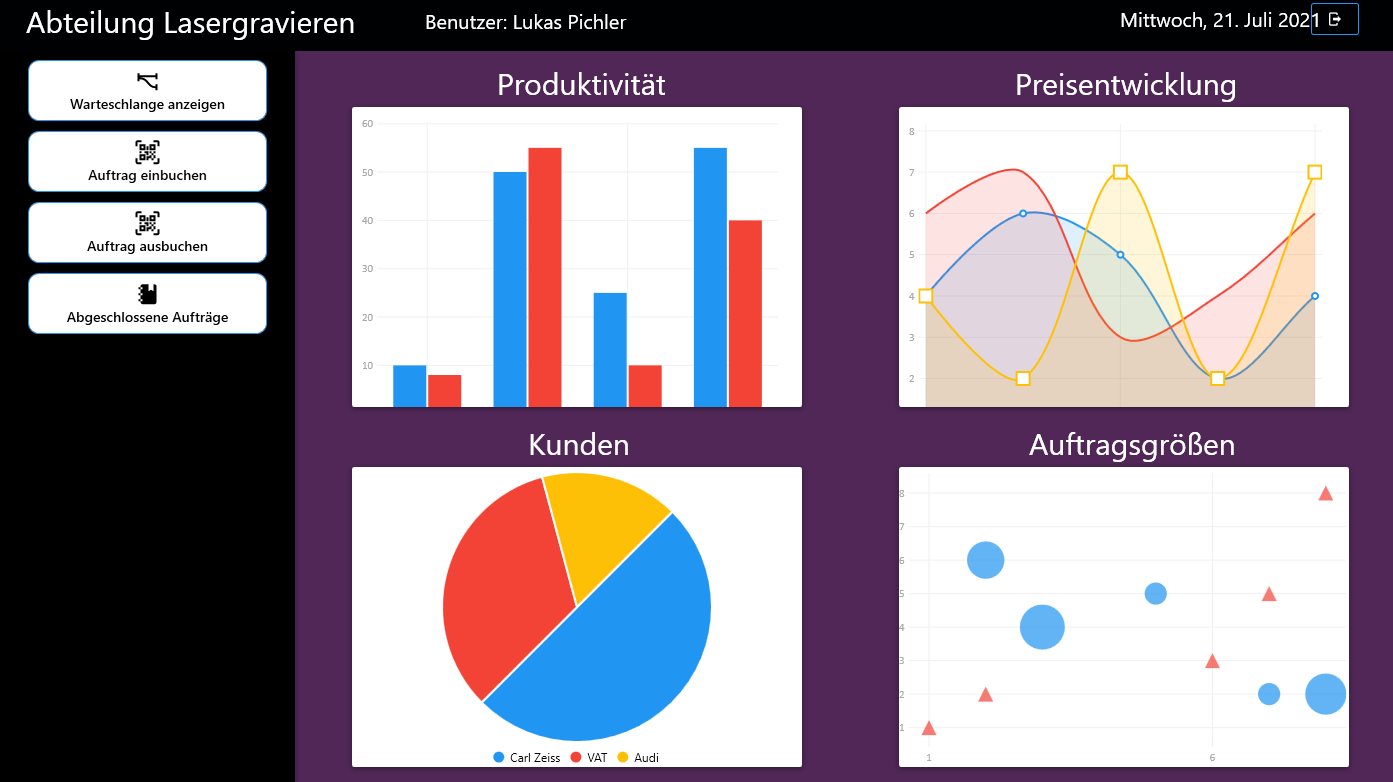 Abteilung Lasergravieren
Benutzer: Lukas Pichler
Mittwoch, 21. Juli 2021
Warteschlange anzeigen
Auftrag einbuchen
Auftrag ausbuchen
Abgeschlossene Aufträge
Produktivität
60
50
40
30
20
10
Preisentwicklung
8
7
6
5
4
3
2
Kunden
Carl Zeiss VAT Audi
Auftragsgrößen
8
7
6
5
4
3
2
1
1 6